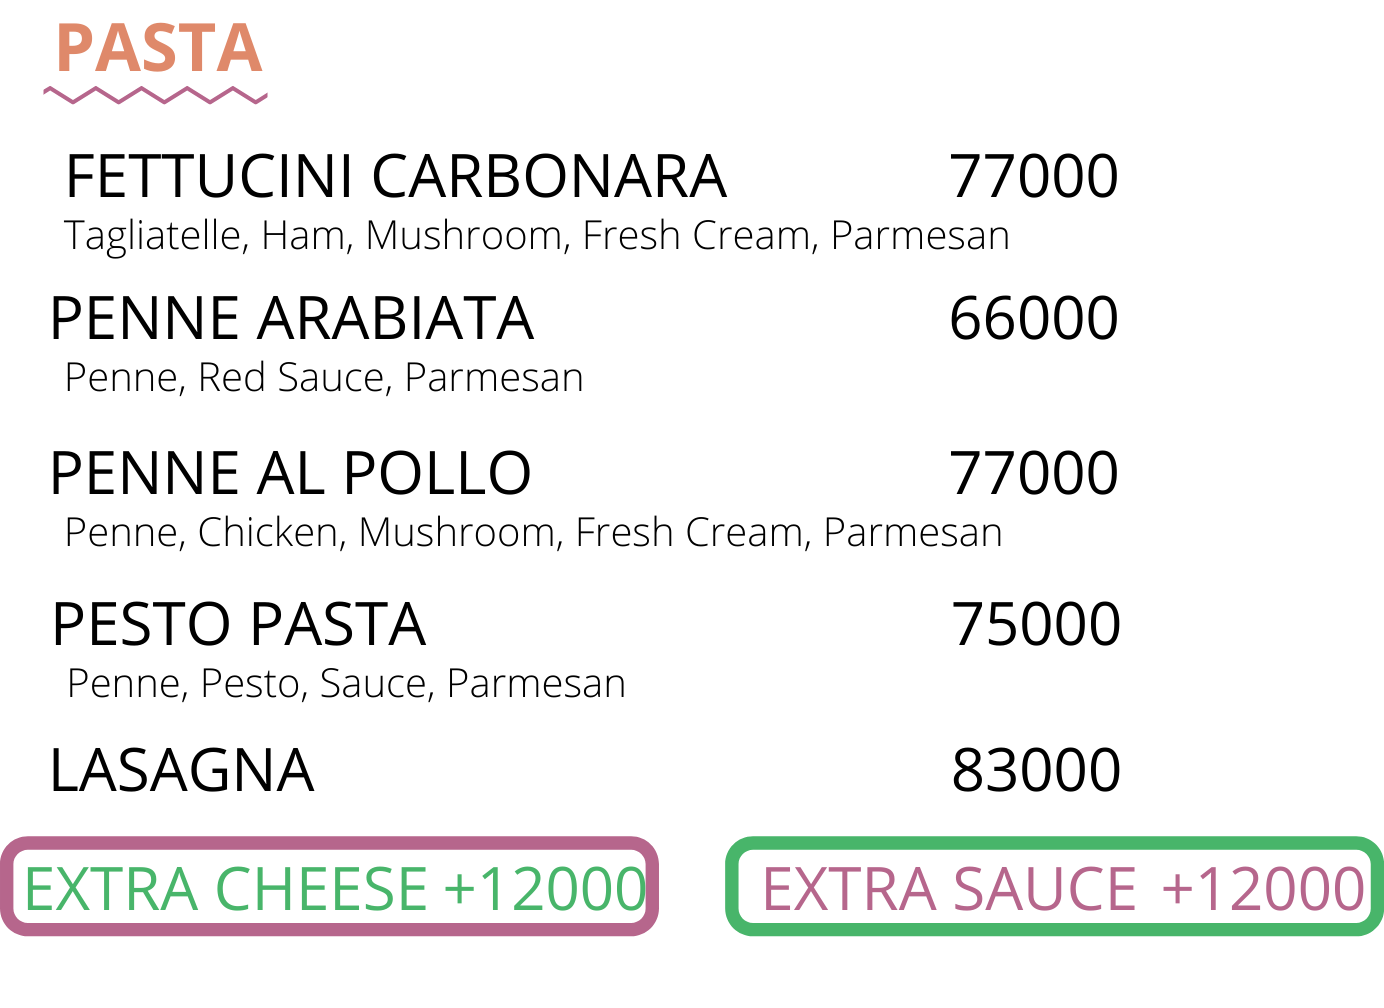 PASTA
FETTUCINI CARBONARA 77000
Tagliatelle, Ham, Mushroom, Fresh Cream, Parmesan
PENNE ARABIATA 66000
Penne, Red Sauce, Parmesan
PENNE AL POLLO 77000
Penne, Chicken, Mushroom, Fresh Cream, Parmesan
PESTO PASTA 75000
Penne, Pesto, Sauce, Parmesan
LASAGNA 83000
EXTRA CHEESE +12000
EXTRA SAUCE +12000